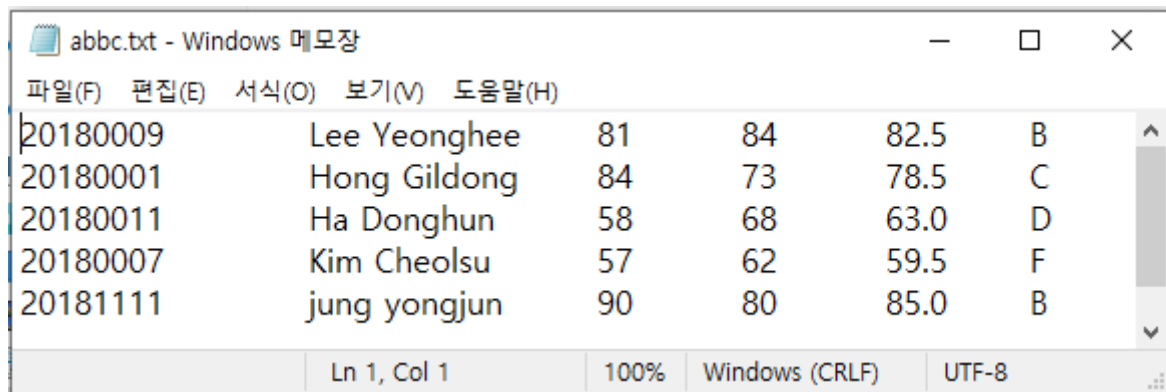 abbc.txt - Windows 메모장
파일(F) 편집(E) 서식(O) 보기(V) 도움말(H)
20180009 Lee Yeonghee 81 84 82.5 B
20180001 Hong Gildong 84 73 78.5 C
20180011 Ha Donghun 58 68 63.0 D
20180007 Kim Cheolsu 57 62 59.5 F
20181111 jung yongjun 90 80 85.0 B
Ln 1, Col 1 100% Windows (CRLF) UTF-8